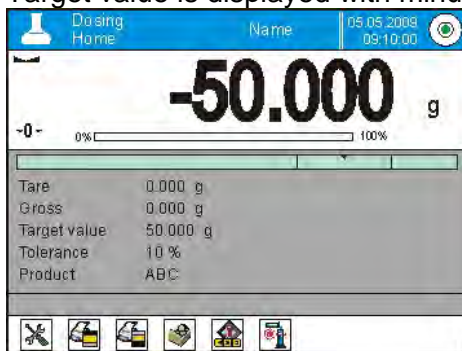 Target value is displayed with minu
Dosing
Home
Name
05.05.2009
09:10:00
-50.000 g
-0-
0% 100%
Tare 0.000 g
Gross 0.000 g
Target value 50.000 g
Tolerance 10 %
Product ABC